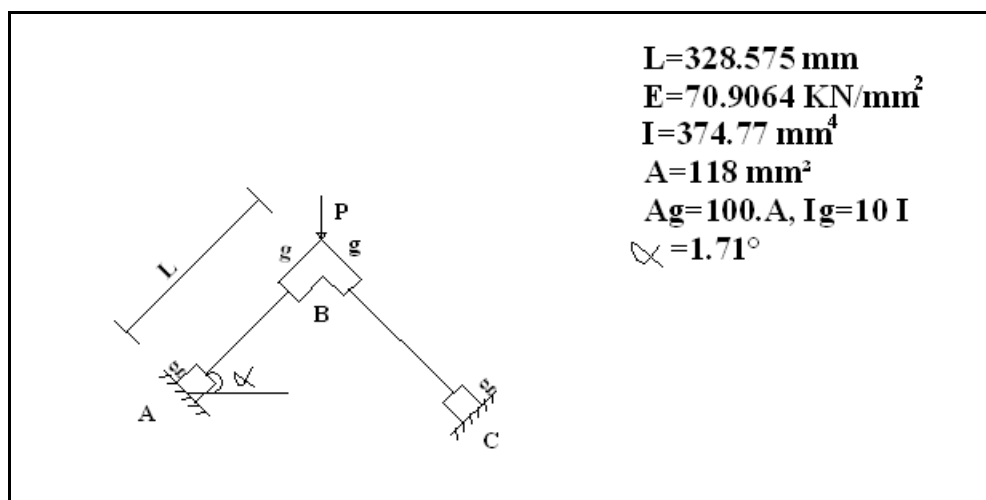 L=328.575 mm
E=70.9064 KN/mm²
I=374.77 mm⁴
A=118 mm²
Ag=100.A, Ig=10 I
α =1.71°
P
g
g
L
B
g
α
A
g
C